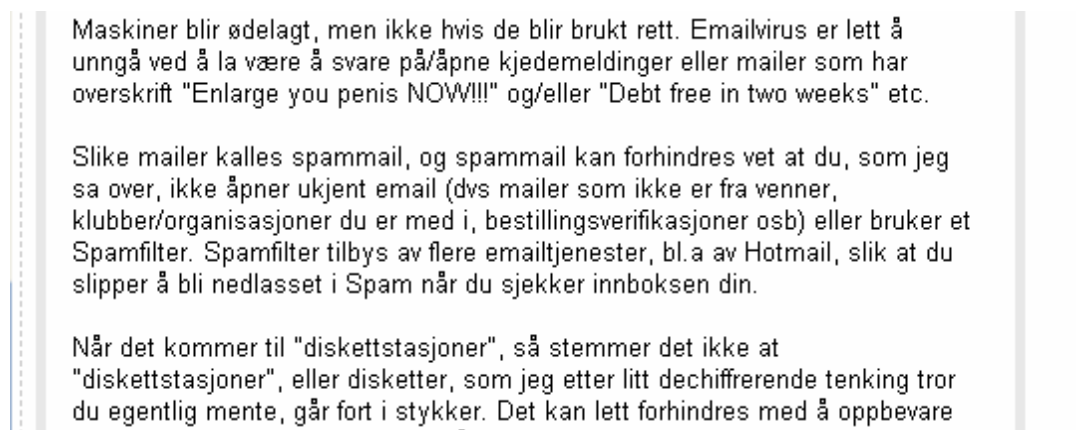 Maskiner blir ødelagt, men ikke hvis de blir brukt rett. Emailvirus er lett å
unngå ved å la være å svare på/åpne kjedemeldinger eller mailer som har
overskrift "Enlarge you penis NOW!!!" og/eller "Debt free in two weeks" etc.

Slike mailer kalles spammail, og spammail kan forhindres vet at du, som jeg
sa over, ikke åpner ukjent email (dvs mailer som ikke er fra venner,
klubber/organisasjoner du er med i, bestillingsverifikasjoner osb) eller bruker et
Spamfilter. Spamfilter tilbys av flere emailtjenester, bl.a av Hotmail, slik at du
slipper å bli nedlasset i Spam når du sjekker innboksen din.

Når det kommer til "diskettstasjoner", så stemmer det ikke at
"diskettstasjoner", eller disketter, som jeg etter litt dechiffrerende tenking tror
du egentlig mente, går fort i stykker. Det kan lett forhindres med å oppbevare